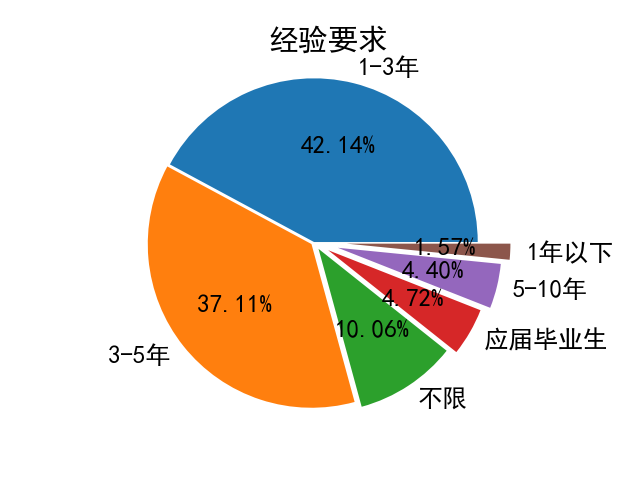 经验要求
1-3年
42.14%
1.57%
1年以下
4.40%
5-10年
4.72%
37.11%
10.06%
应届毕业生
3-5年
不限